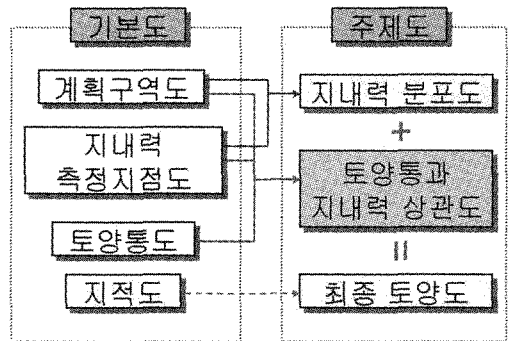 기본도
계획구역도
지내력
측정지점도
토양통도
지적도
주제도
지내력 분포도
+
토양통과
지내력 상관도
=
최종 토양도